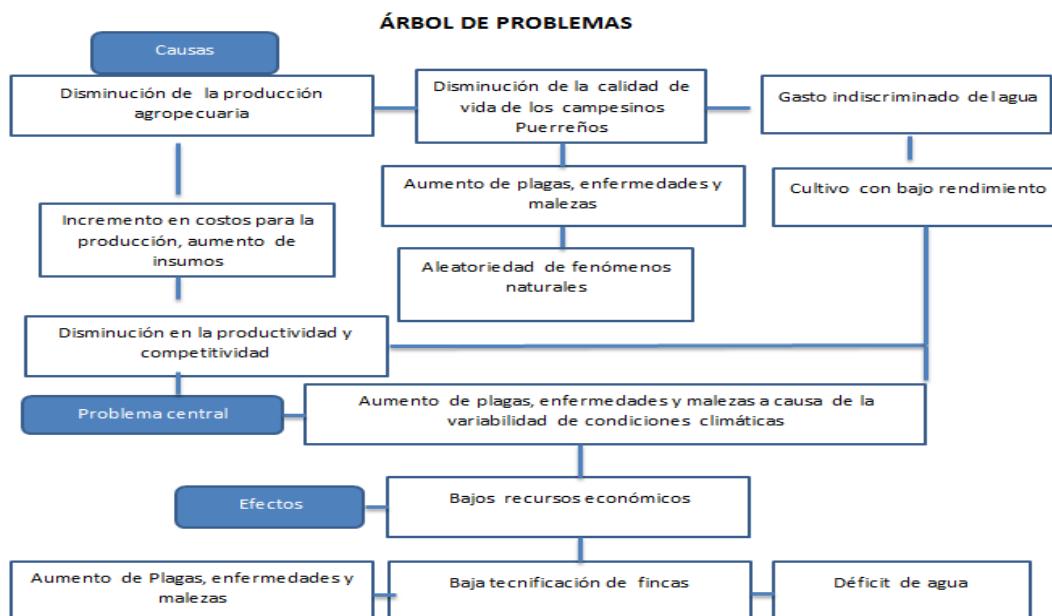 ÁRBOL DE PROBLEMAS
Causas
Disminución de la producción
agropecuaria
Disminución de la calidad de
vida de los campesinos
Puerreños
Gasto indiscriminado del agua
Aumento de plagas, enfermedades y
malezas
Cultivo con bajo rendimiento
Incremento en costos para la
producción, aumento de
insumos
Aleatoriedad de fenómenos
naturales
Disminución en la productividad y
competitividad
Problema central
Aumento de plagas, enfermedades y malezas a causa de la
variabilidad de condiciones climáticas
Efectos
Bajos recursos económicos
Aumento de Plagas, enfermedades y
malezas
Baja tecnificación de fincas
Déficit de agua